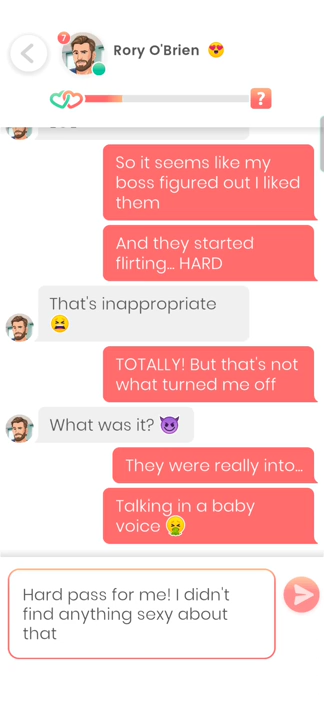 7
Rory O'Brien 😍
?
So it seems like my
boss figured out I liked
them
And they started
flirting... HARD
That's inappropriate
😫
TOTALLY! But that's not
what turned me off
What was it? 😈
They were really into...
Talking in a baby
voice 🤮
Hard pass for me! I didn't
find anything sexy about
that